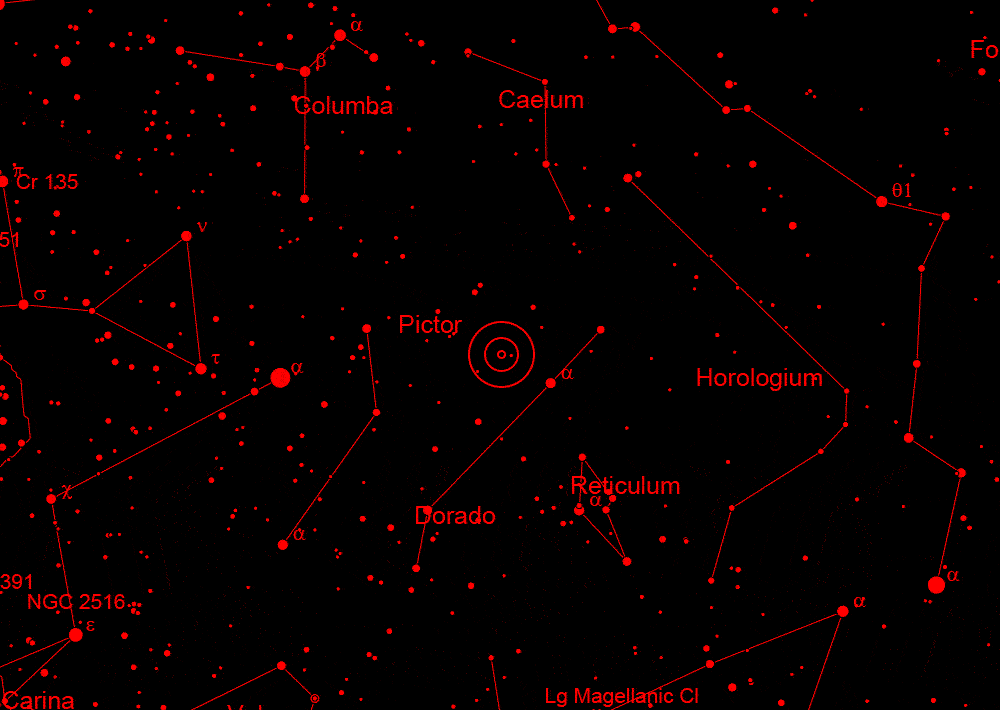 α
β
Fo
Columba
Caelum
π
Cr 135
θ1
ν
51
σ
Pictor
τ
α
α
Horologium
χ
Reticulum
α
Dorado
α
391
α
NGC 2516
α
ε
Carina
Lg Magellanic Cl